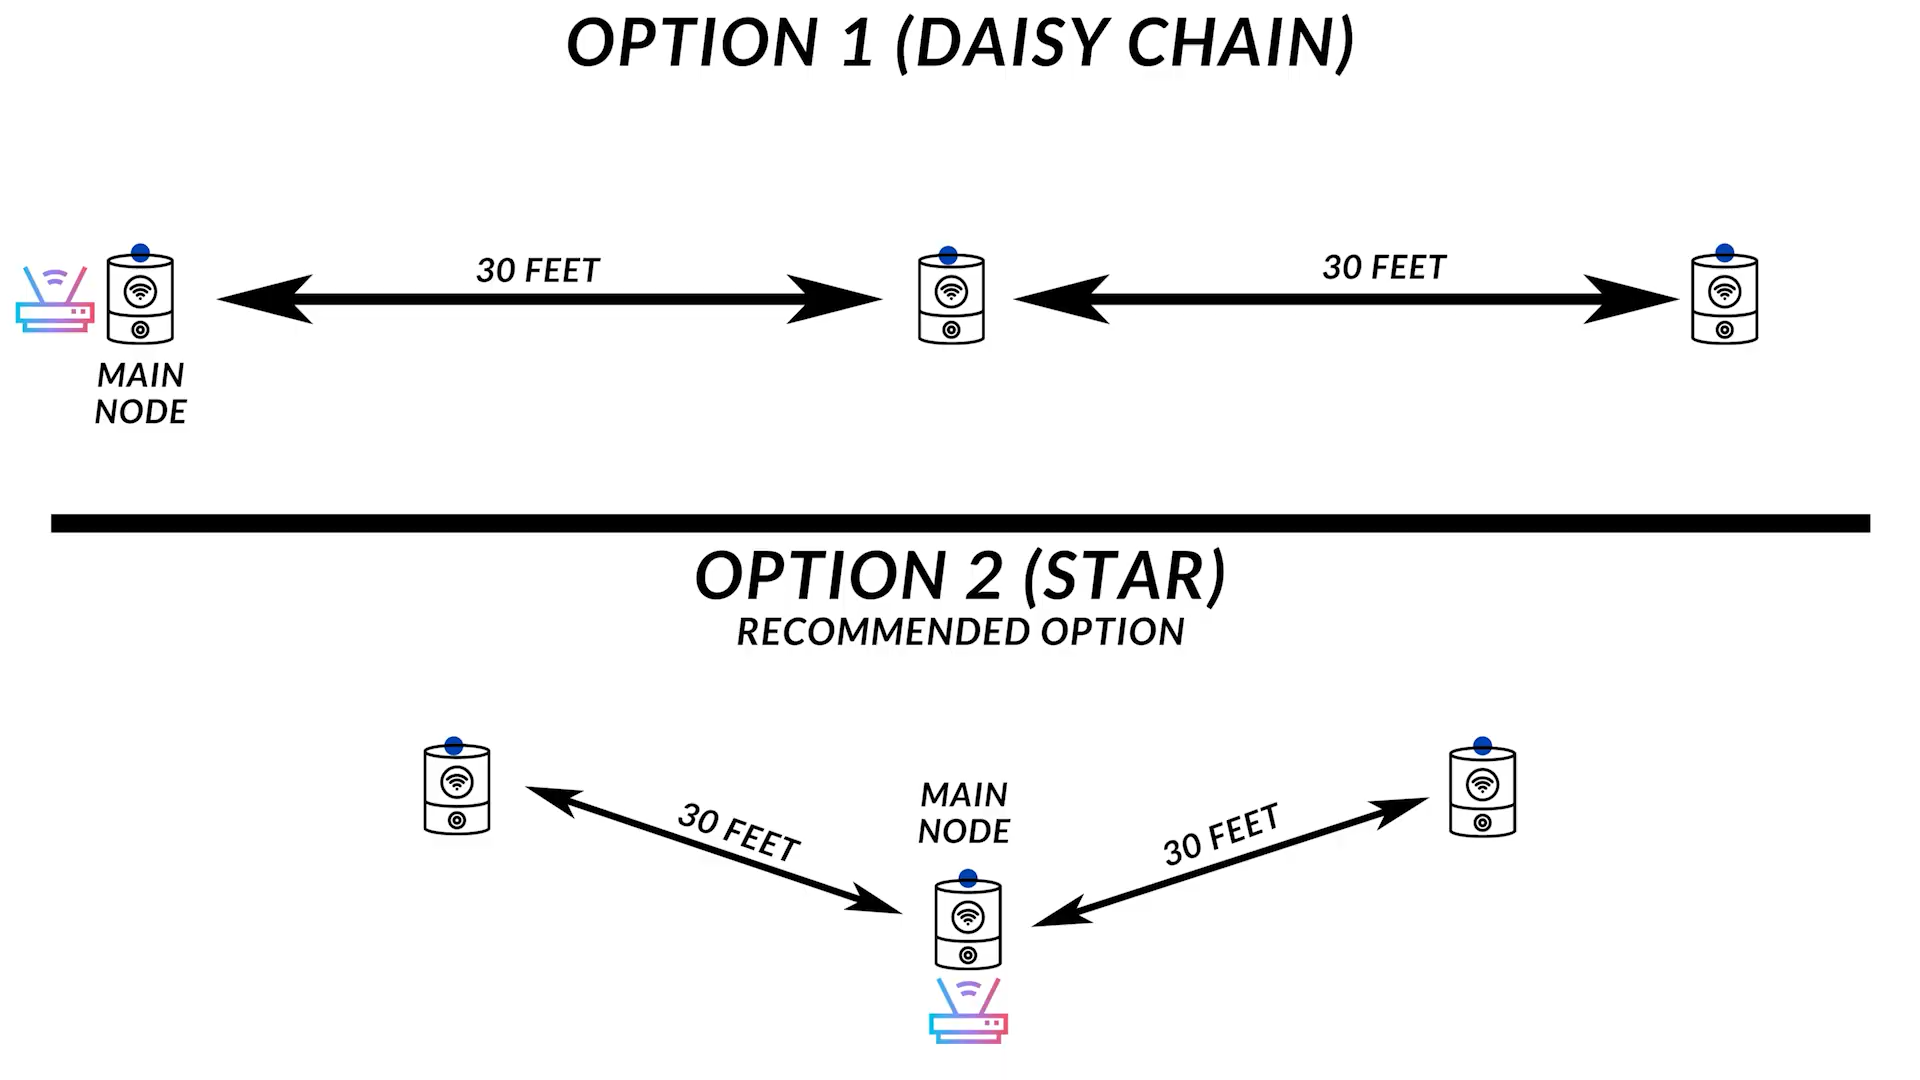 OPTION 1 (DAISY CHAIN)
30 FEET
30 FEET
MAIN
NODE
OPTION 2 (STAR)
RECOMMENDED OPTION
MAIN
NODE
30 FEET
30 FEET